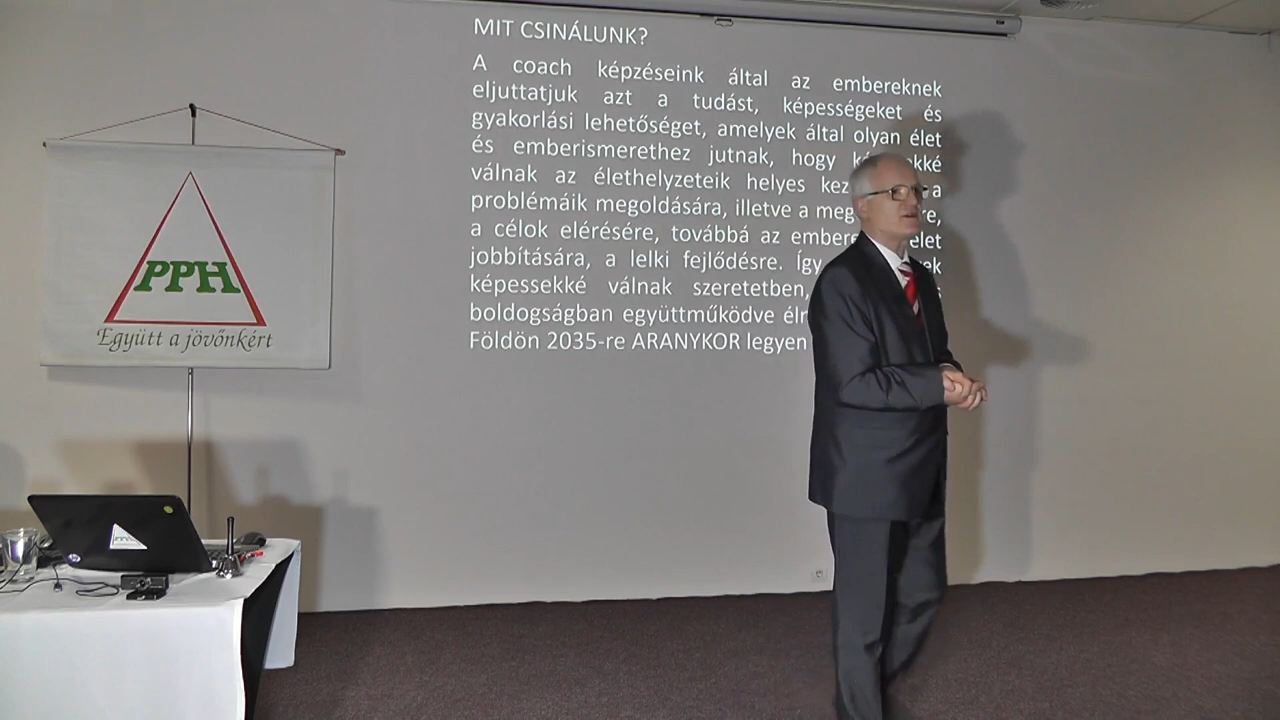 MIT CSINÁLUNK?
A coach képzéseink által az embereknek
eljuttatjuk azt a tudást, képességeket és
gyakorlási lehetőséget, amelyek által olyan élet
és emberismerethez jutnak, hogy
válnak az élethelyzeteik helyes a
problémáik megoldására, illetve a
a célok elérésére, továbbá az élet
jobbítására, a lelki fejlődésre. Így
képessekké válnak szeretetben,
boldogságban együttműködve
Földön 2035-re ARANYKOR legyen
PPH
Együtt a jövőnkért